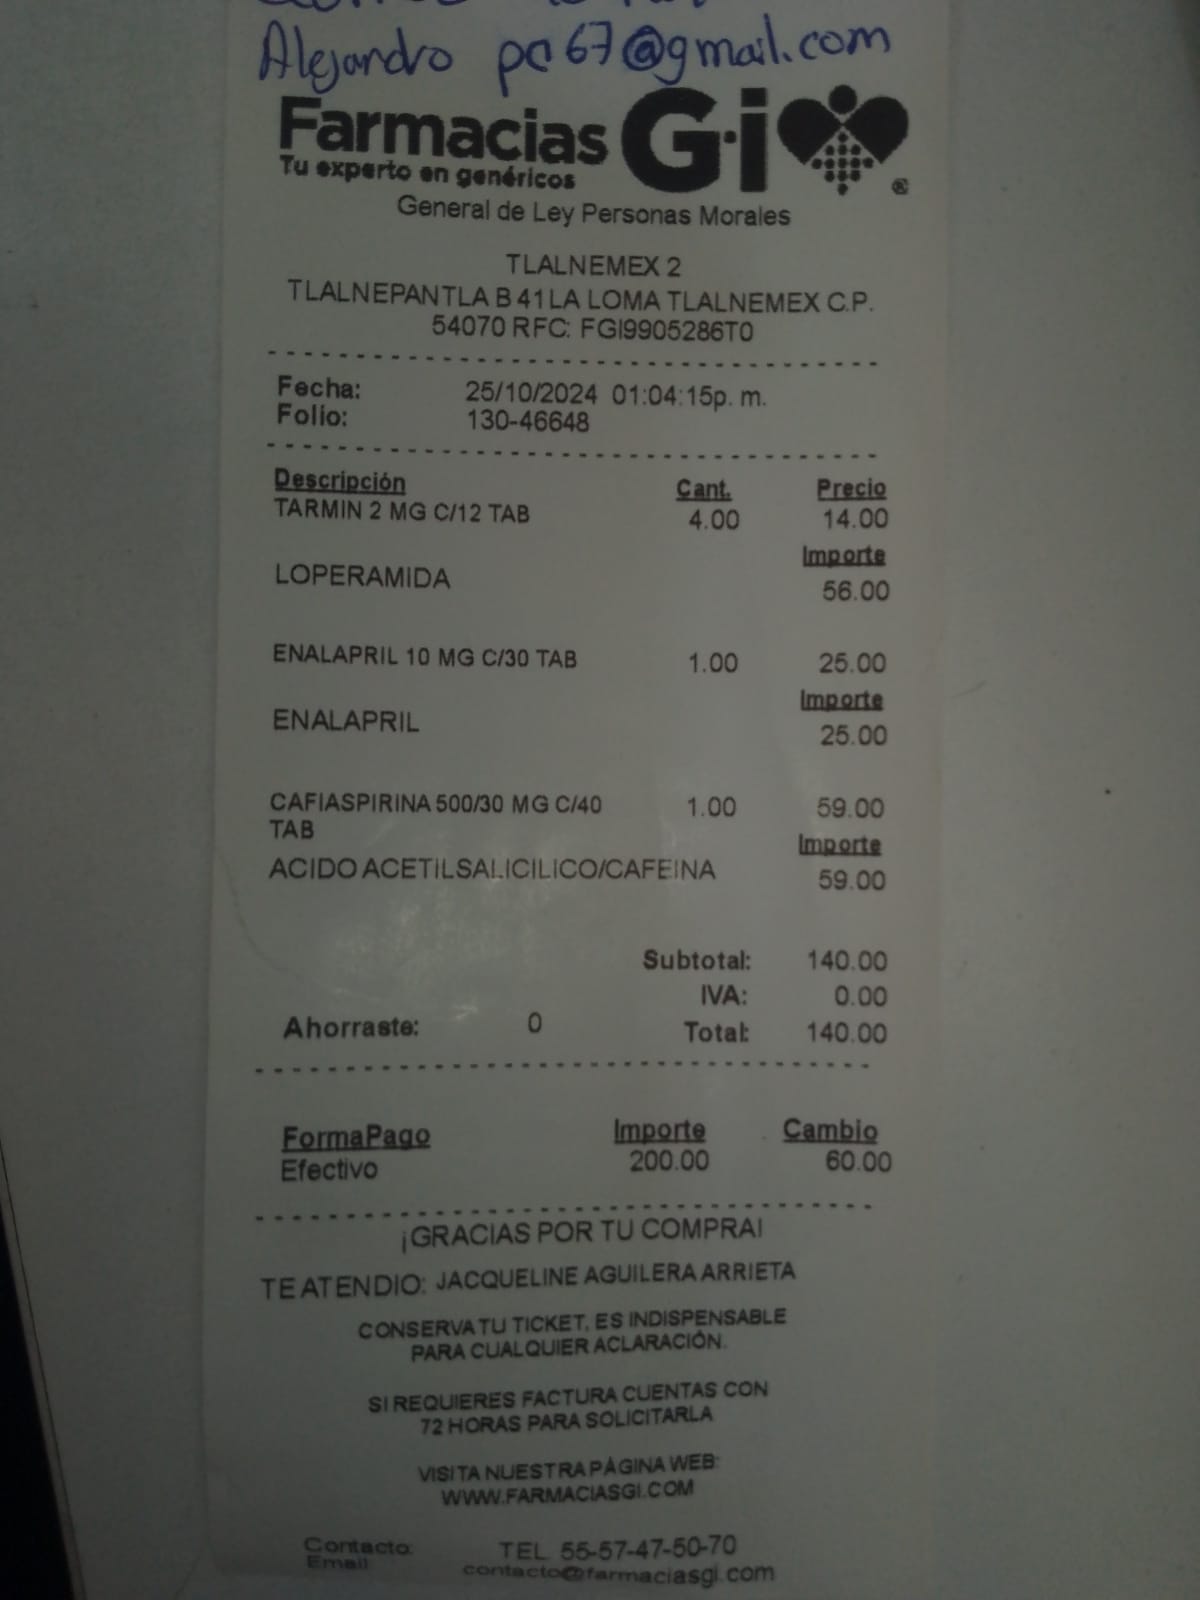 Alejandro pc67@gmail.com
Farmacias G·i ®
Tu experto en genéricos
General de Ley Personas Morales
TLALNEMEX 2
TLALNEPANTLA B 41 LA LOMA TLALNEMEX C.P.
54070 RFC: FGI9905286T0
Fecha: 25/10/2024 01:04:15p. m.
Folio: 130-46648
Descripción Cant. Precio
TARMIN 2 MG C/12 TAB 4.00 14.00
Importe
LOPERAMIDA 56.00
ENALAPRIL 10 MG C/30 TAB 1.00 25.00
Importe
ENALAPRIL 25.00
CAFIASPIRINA 500/30 MG C/40 1.00 59.00
TAB Importe
ACIDO ACETILSALICILICO/CAFEINA 59.00
Subtotal: 140.00
IVA: 0.00
Ahorraste: 0 Total: 140.00
FormaPago Importe Cambio
Efectivo 200.00 60.00
¡GRACIAS POR TU COMPRA!
TE ATENDIO: JACQUELINE AGUILERA ARRIETA
CONSERVA TU TICKET, ES INDISPENSABLE
PARA CUALQUIER ACLARACIÓN.
SI REQUIERES FACTURA CUENTAS CON
72 HORAS PARA SOLICITARLA
VISITA NUESTRA PÁGINA WEB:
WWW.FARMACIASGI.COM
Contacto: TEL. 55-57-47-50-70
Email: contacto@farmaciasgi.com